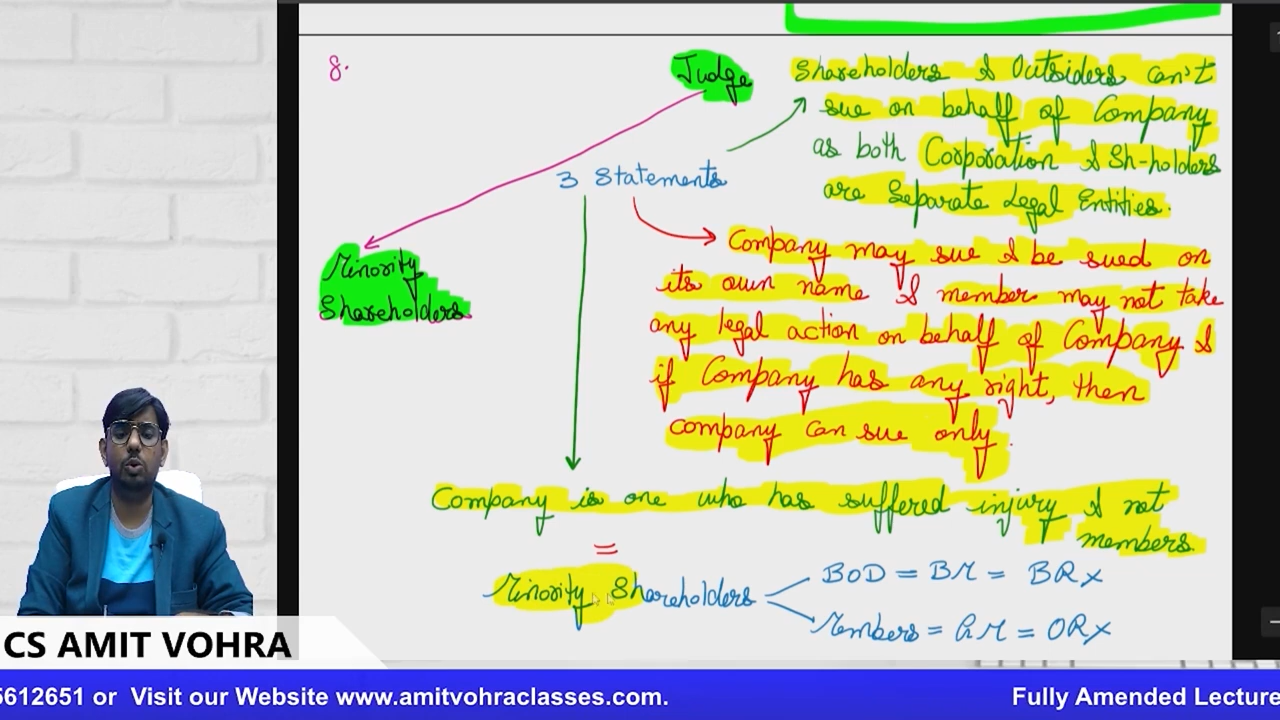 8.
Judge
Shareholders & Outsiders can't
sue on behalf of Company
as both Corporation & Sh-holders
are Separate Legal Entities.
3 Statements
Minority
Shareholders
Company may sue & be sued on
its own name & member may not take
any legal action on behalf of Company &
if Company has any right, then
company can sue only.
Company is one who has suffered injury & not
members.
=
Minority Shareholders
BOD = BM = BRX
Members = GM = ORX
CS AMIT VOHRA
5612651 or Visit our Website www.amitvohraclasses.com.
Fully Amended Lecture